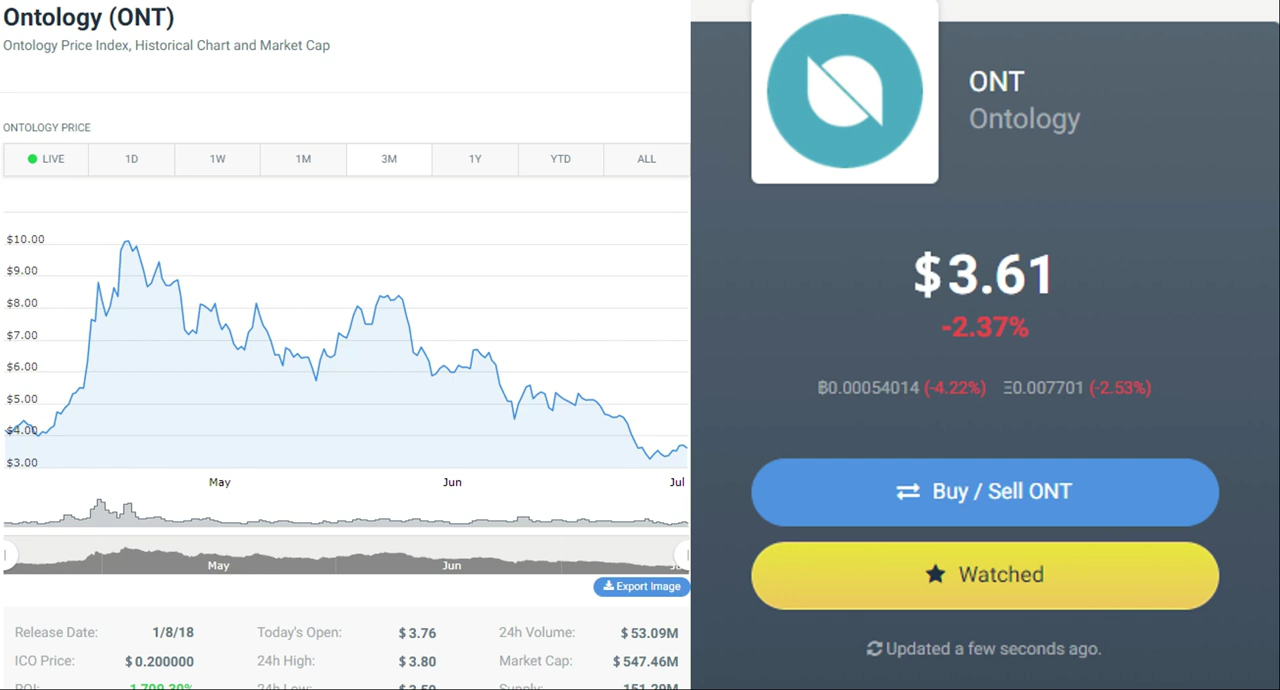 Ontology (ONT)
Ontology Price Index, Historical Chart and Market Cap
ONTOLOGY PRICE
LIVE 1D 1W 1M 3M 1Y YTD ALL
$10.00
$9.00
$8.00
$7.00
$6.00
$5.00
$4.00
$3.00
May Jun Jul
May Jun
Export Image
Release Date: 1/8/18 Today's Open: $3.76 24h Volume: $53.09M
ICO Price: $0.200000 24h High: $3.80 Market Cap: $547.46M
ONT
Ontology
$3.61
-2.37%
฿0.00054014 (-4.22%) Ξ0.007701 (-2.53%)
Buy / Sell ONT
Watched
Updated a few seconds ago.